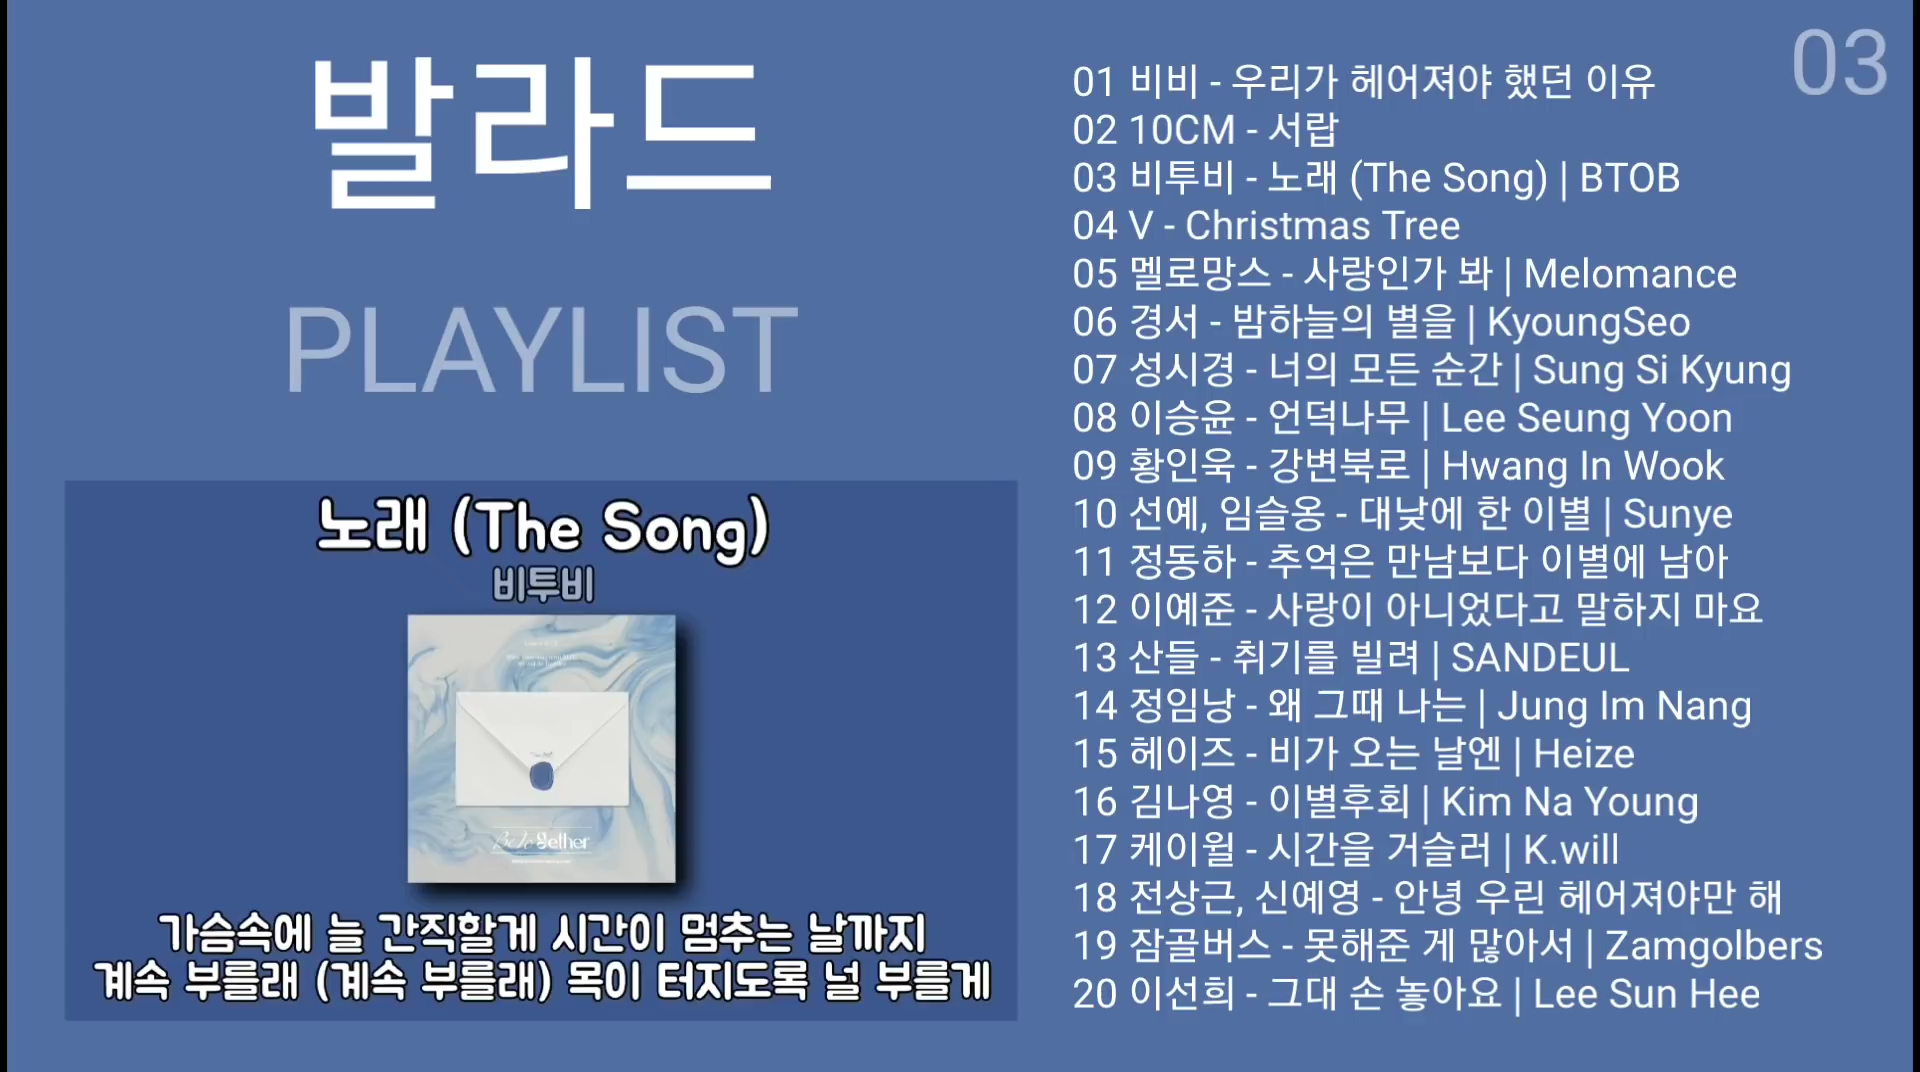 발라드
PLAYLIST
노래 (The Song)
비투비
BeTogether
가슴속에 늘 간직할게 시간이 멈추는 날까지
계속 부를래 (계속 부를래) 목이 터지도록 널 부를게
03
01 비비 - 우리가 헤어져야 했던 이유
02 10CM - 서랍
03 비투비 - 노래 (The Song) | BTOB
04 V - Christmas Tree
05 멜로망스 - 사랑인가 봐 | Melomance
06 경서 - 밤하늘의 별을 | KyoungSeo
07 성시경 - 너의 모든 순간 | Sung Si Kyung
08 이승윤 - 언덕나무 | Lee Seung Yoon
09 황인욱 - 강변북로 | Hwang In Wook
10 선예, 임슬옹 - 대낮에 한 이별 | Sunye
11 정동하 - 추억은 만남보다 이별에 남아
12 이예준 - 사랑이 아니었다고 말하지 마요
13 산들 - 취기를 빌려 | SANDEUL
14 정임낭 - 왜 그때 나는 | Jung Im Nang
15 헤이즈 - 비가 오는 날엔 | Heize
16 김나영 - 이별후회 | Kim Na Young
17 케이윌 - 시간을 거슬러 | K.will
18 전상근, 신예영 - 안녕 우린 헤어져야만 해
19 잠골버스 - 못해준 게 많아서 | Zamgolbers
20 이선희 - 그대 손 놓아요 | Lee Sun Hee